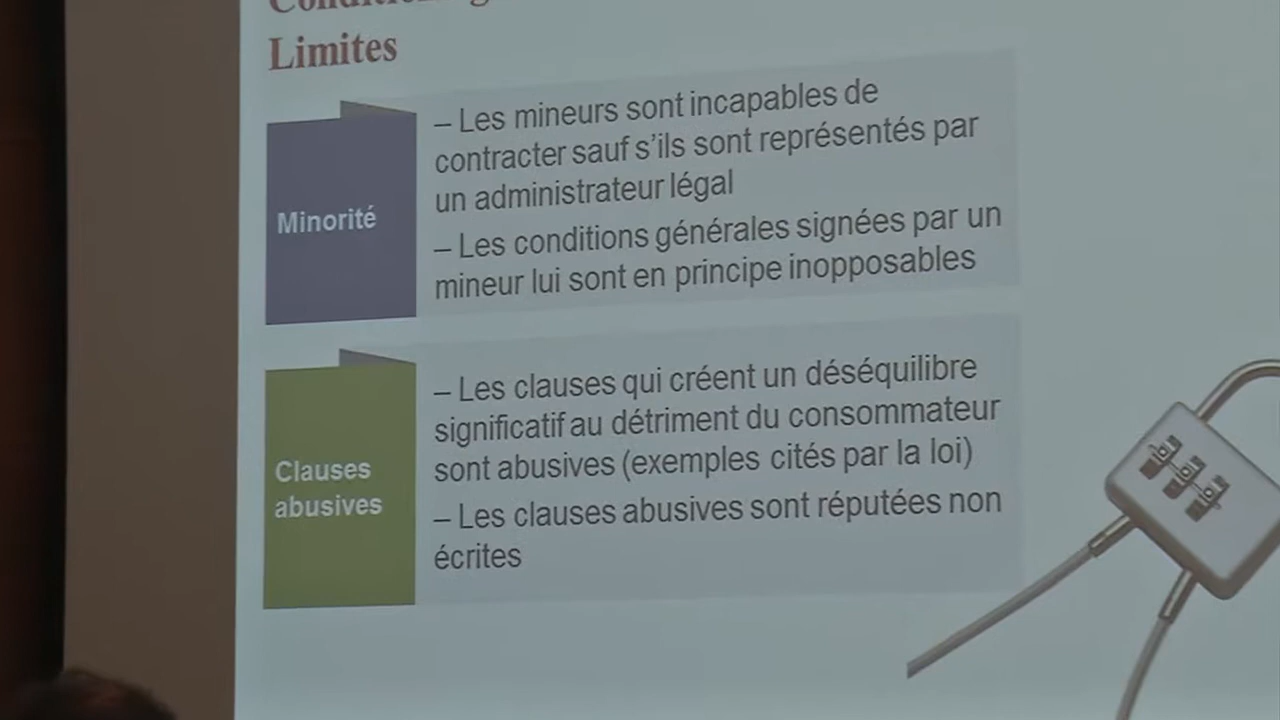 Limites
Minorité
– Les mineurs sont incapables de
contracter sauf s’ils sont représentés par
un administrateur légal
– Les conditions générales signées par un
mineur lui sont en principe inopposables
Clauses
abusives
– Les clauses qui créent un déséquilibre
significatif au détriment du consommateur
sont abusives (exemples cités par la loi)
– Les clauses abusives sont réputées non
écrites